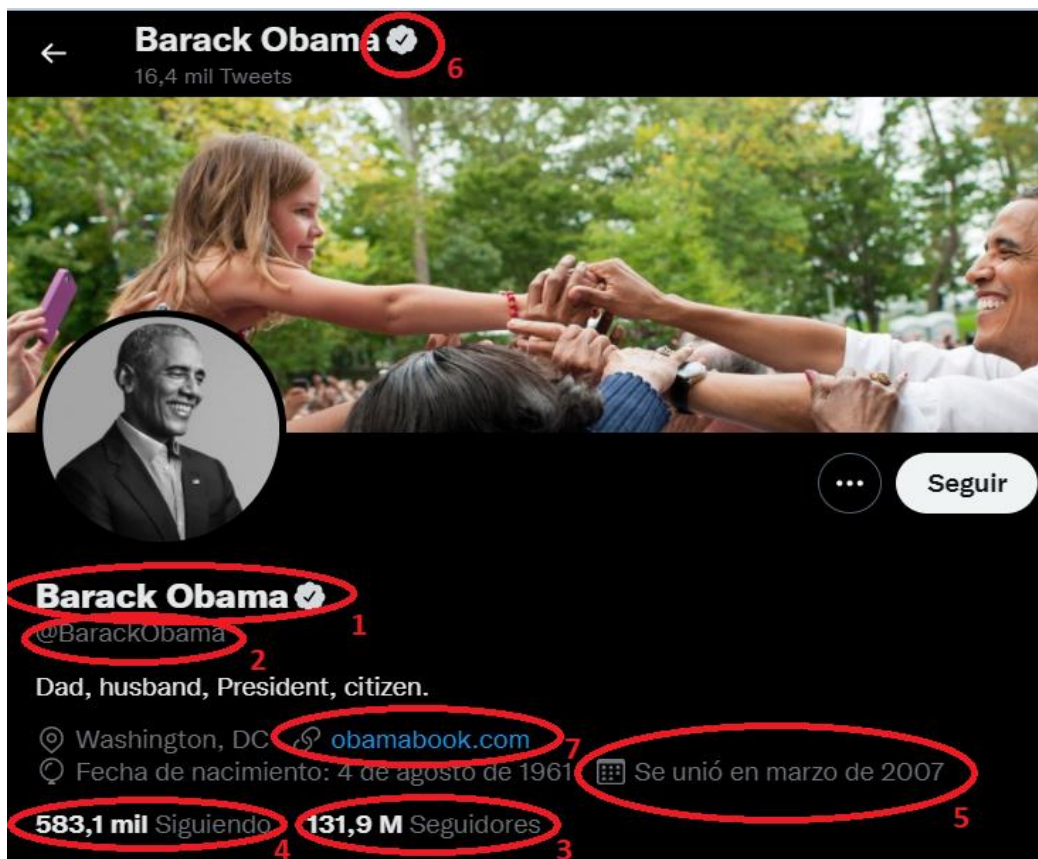 Barack Obama
6
16,4 mil Tweets
Seguir
Barack Obama
1
@BarackObama
2
Dad, husband, President, citizen.
Washington, DC obamabook.com
7
Fecha de nacimiento: 4 de agosto de 1961 Se unió en marzo de 2007
5
583,1 mil Siguiendo 131,9 M Seguidores
4 3